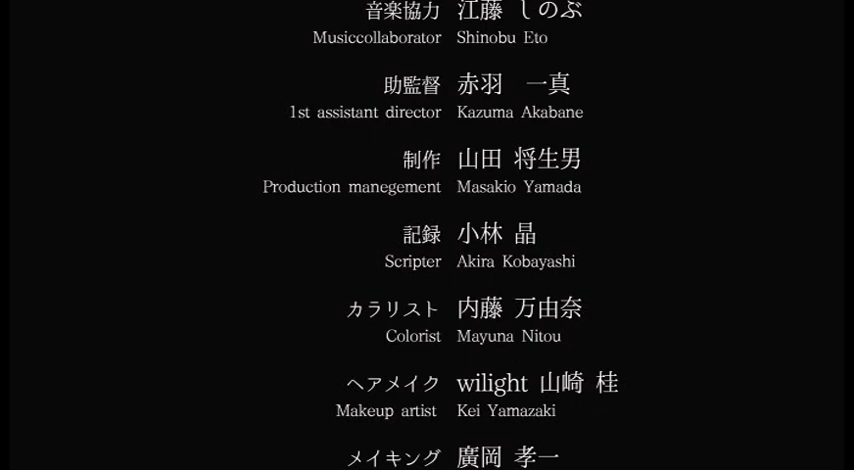 音楽協力 江藤 しのぶ
Musiccollaborator Shinobu Eto
助監督 赤羽 一真
1st assistant director Kazuma Akabane
制作 山田 将生男
Production manegement Masakio Yamada
記録 小林 晶
Scripter Akira Kobayashi
カラリスト 内藤 万由奈
Colorist Mayuna Nitou
ヘアメイク wilight 山崎 桂
Makeup artist Kei Yamazaki
メイキング 廣岡 孝一